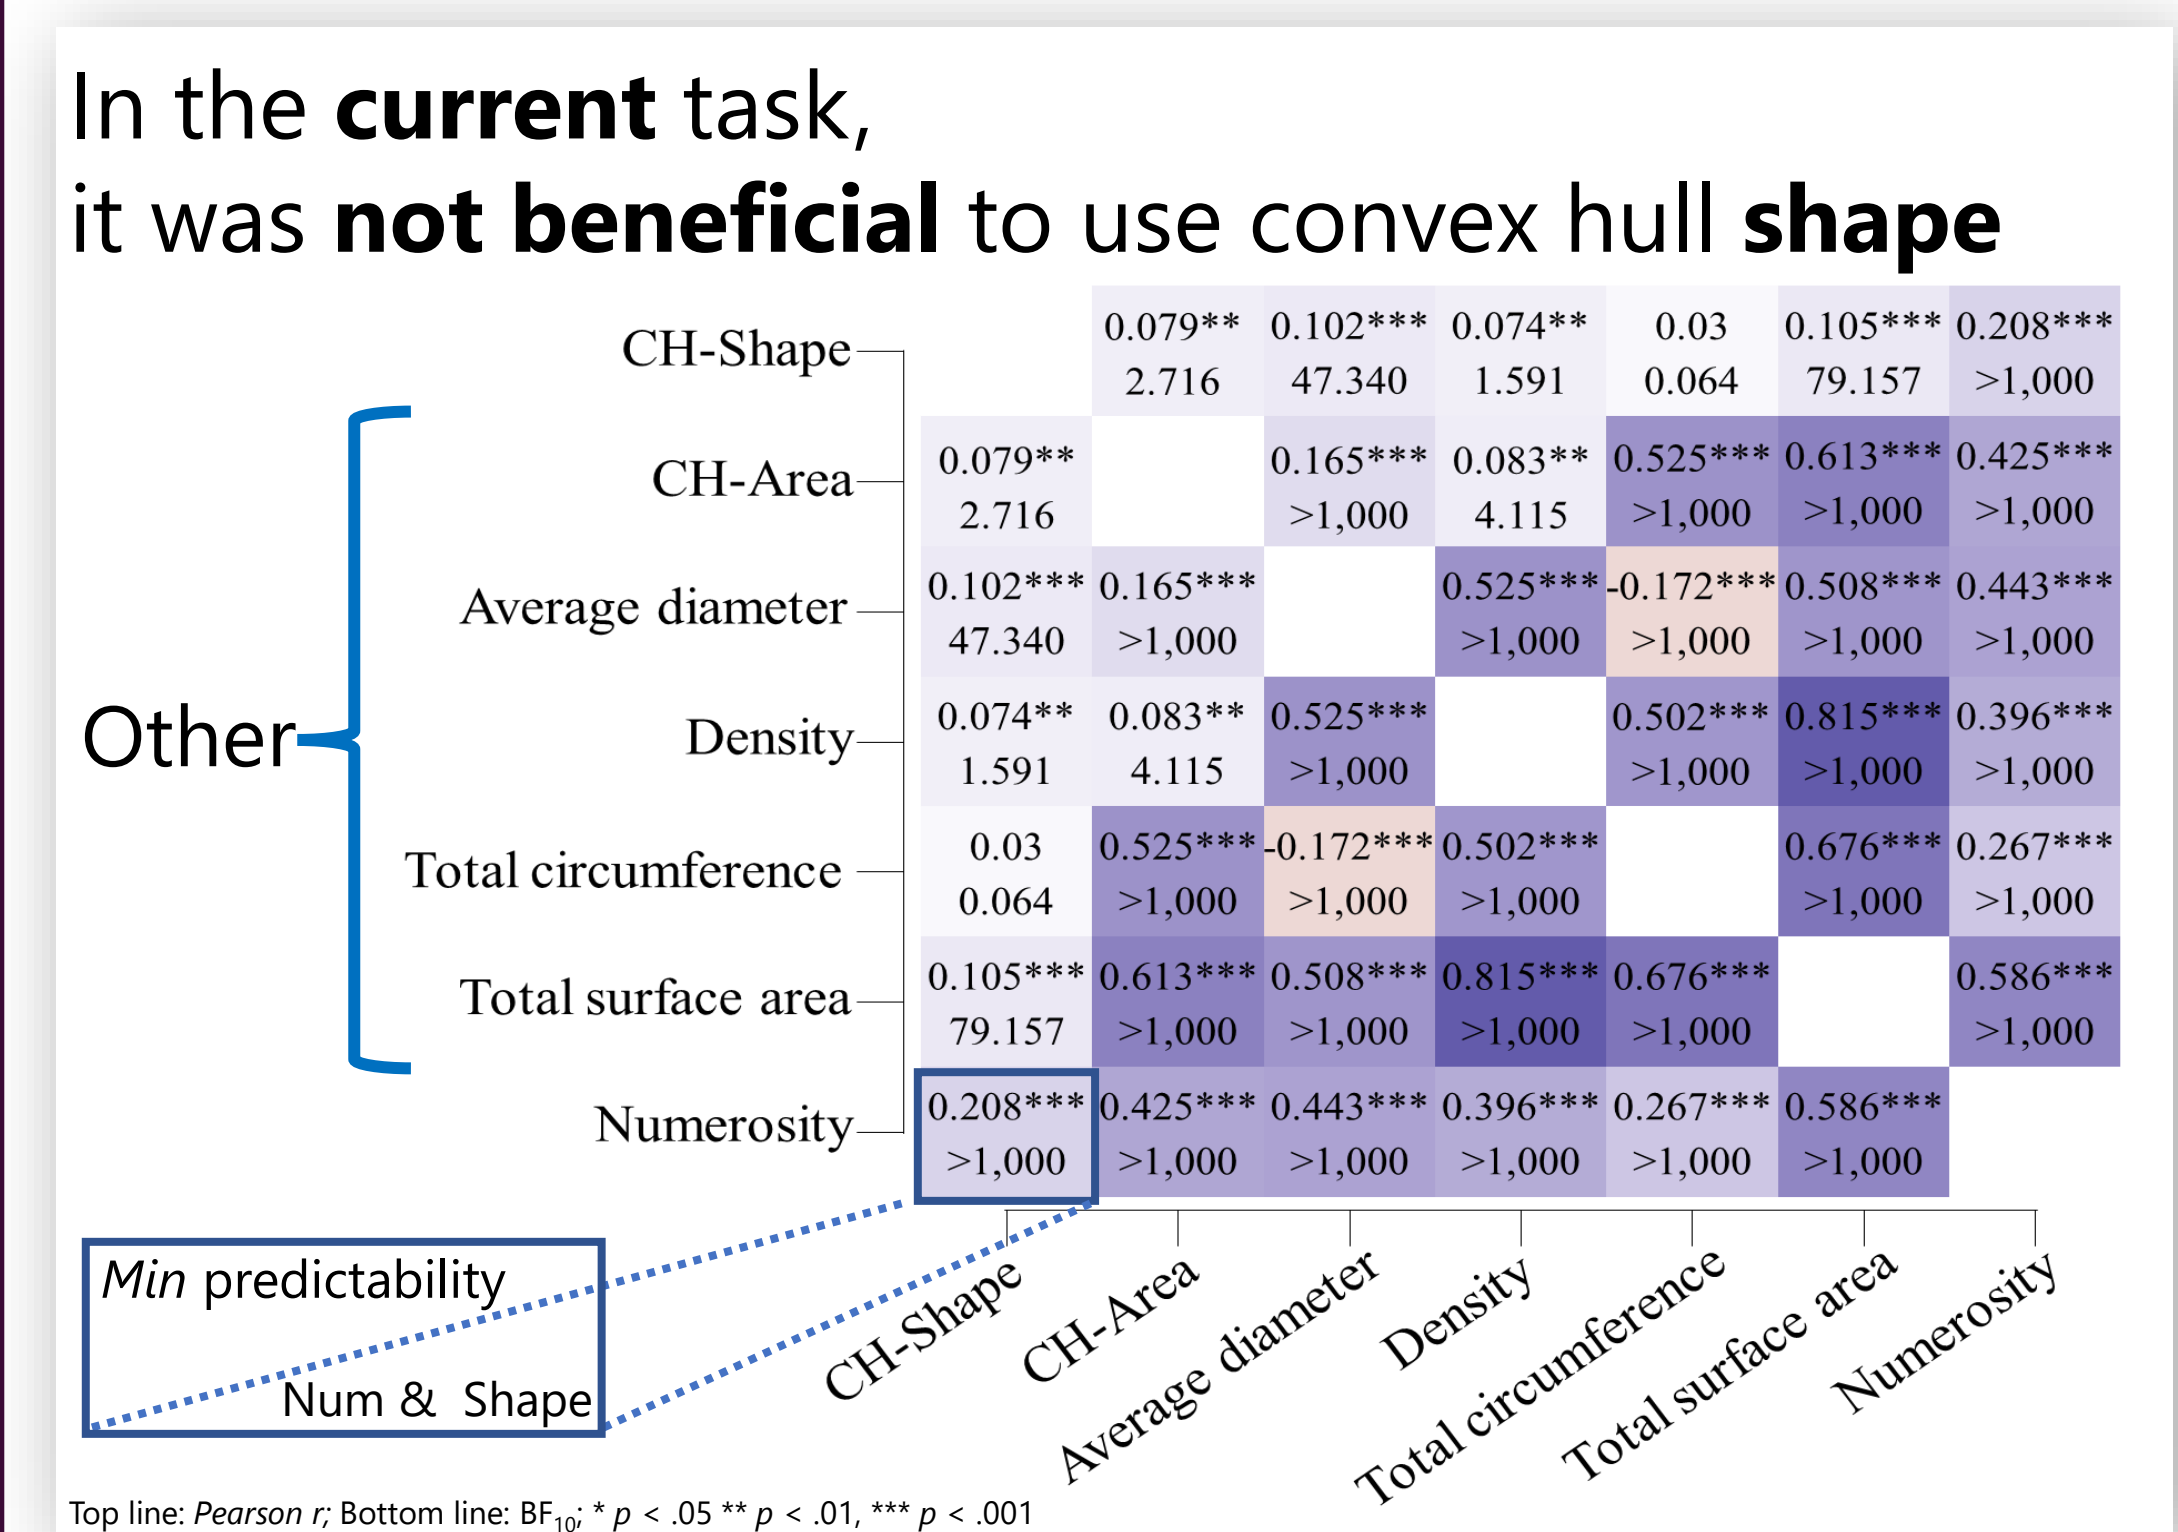 In the current task,
it was not beneficial to use convex hull shape
CH-Shape 0.079** 0.102*** 0.074** 0.03 0.105*** 0.208***
2.716 47.340 1.591 0.064 79.157 >1,000
CH-Area 0.079** 0.165*** 0.083** 0.525*** 0.613*** 0.425***
2.716 >1,000 4.115 >1,000 >1,000 >1,000
Average diameter 0.102*** 0.165*** 0.525*** -0.172*** 0.508*** 0.443***
47.340 >1,000 >1,000 >1,000 >1,000 >1,000
Other
Density 0.074** 0.083** 0.525*** 0.502*** 0.815*** 0.396***
1.591 4.115 >1,000 >1,000 >1,000 >1,000
Total circumference 0.03 0.525*** -0.172*** 0.502*** 0.676*** 0.267***
0.064 >1,000 >1,000 >1,000 >1,000 >1,000
Total surface area 0.105*** 0.613*** 0.508*** 0.815*** 0.676*** 0.586***
79.157 >1,000 >1,000 >1,000 >1,000 >1,000
Numerosity 0.208*** 0.425*** 0.443*** 0.396*** 0.267*** 0.586***
>1,000 >1,000 >1,000 >1,000 >1,000 >1,000
CH-Shape CH-Area Average diameter Density Total circumference Total surface area Numerosity
Min predictability
Num & Shape
Top line: Pearson r; Bottom line: BF10; * p < .05 ** p < .01, *** p < .001